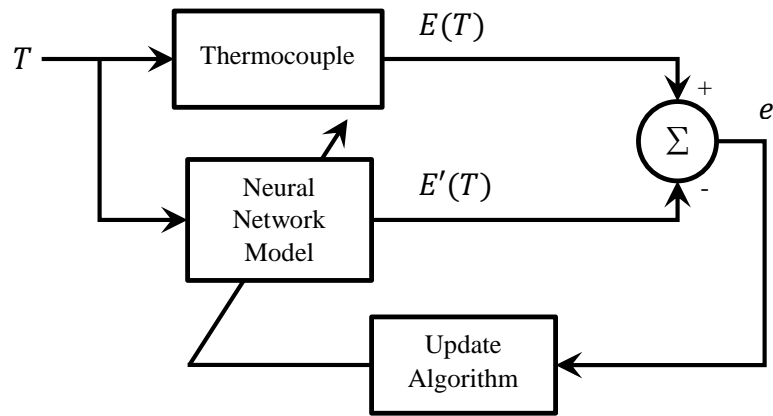 E(T)
T
Thermocouple
+
e
Σ
Neural
Network
Model
E′(T)
-
Update
Algorithm